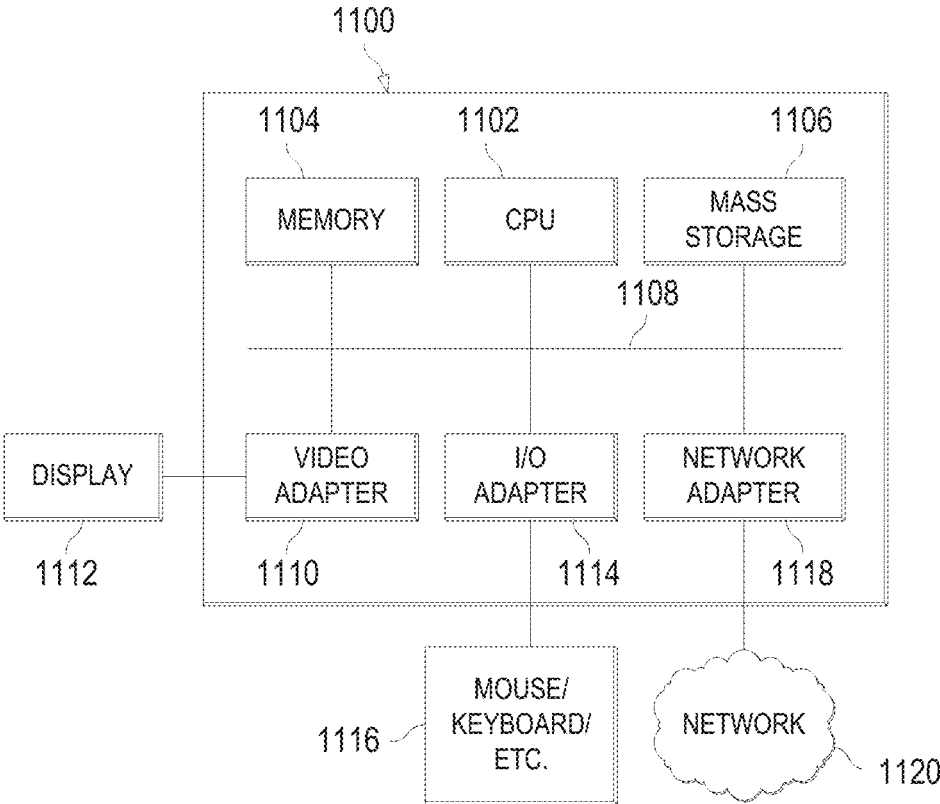 1100
1104
1102
1106
MEMORY
CPU
MASS
STORAGE
1108
DISPLAY
VIDEO
ADAPTER
I/O
ADAPTER
NETWORK
ADAPTER
1112
1110
1114
1118
MOUSE/
KEYBOARD/
ETC.
1116
NETWORK
1120